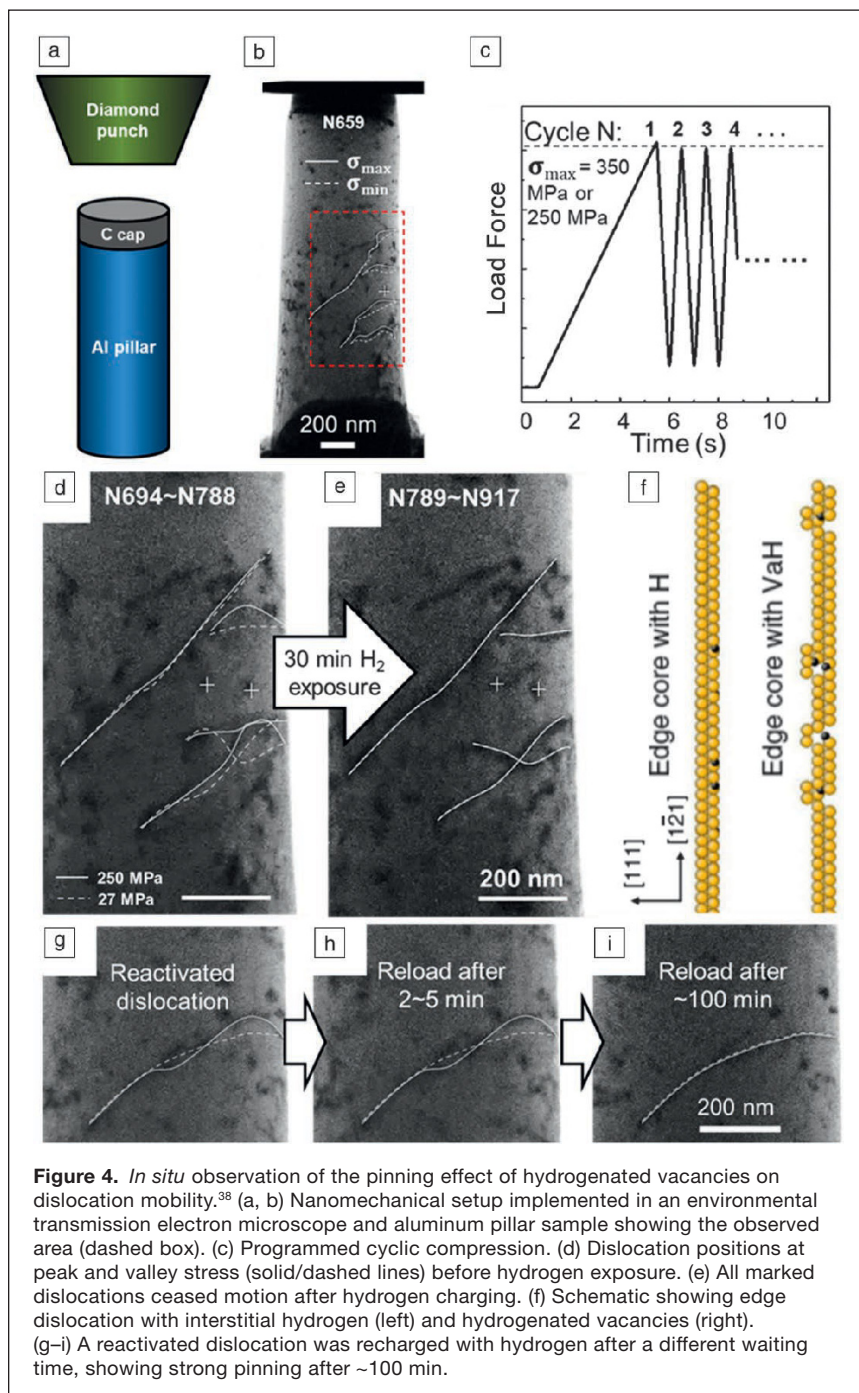 a
Diamond
punch
C cap
Al pillar
b
N659
σmax
σmin
200 nm
c
Cycle N: 1 2 3 4 ...
σmax = 350
MPa or
250 MPa
Load Force
0 2 4 6 8 10
Time (s)
d
N694~N788
250 MPa
27 MPa
30 min H2
exposure
e
N789~N917
200 nm
f
Edge core with H
Edge core with VaH
[111]
[1̄21]
g
Reactivated
dislocation
h
Reload after
2~5 min
i
Reload after
~100 min
200 nm
Figure 4. In situ observation of the pinning effect of hydrogenated vacancies on
dislocation mobility.³⁸ (a, b) Nanomechanical setup implemented in an environmental
transmission electron microscope and aluminum pillar sample showing the observed
area (dashed box). (c) Programmed cyclic compression. (d) Dislocation positions at
peak and valley stress (solid/dashed lines) before hydrogen exposure. (e) All marked
dislocations ceased motion after hydrogen charging. (f) Schematic showing edge
dislocation with interstitial hydrogen (left) and hydrogenated vacancies (right).
(g–i) A reactivated dislocation was recharged with hydrogen after a different waiting
time, showing strong pinning after ~100 min.